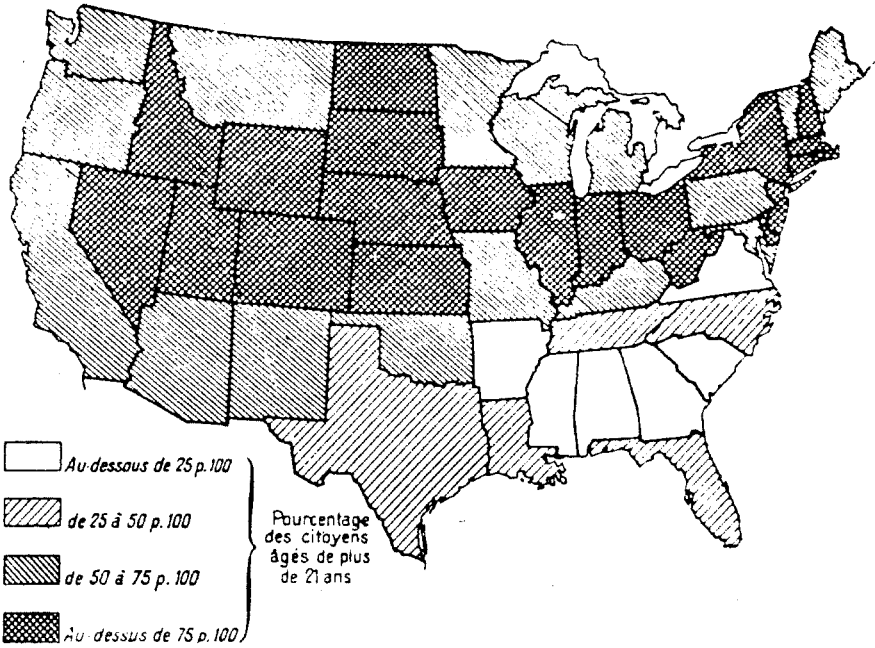 Au-dessous de 25 p.100
de 25 à 50 p.100
de 50 à 75 p.100
Au-dessus de 75 p.100
Pourcentage
des citoyens
âgés de plus
de 21 ans